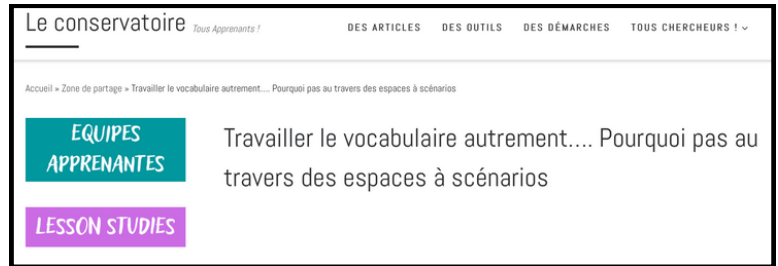 Le conservatoire Tous Apprenants !
DES ARTICLES DES OUTILS DES DÉMARCHES TOUS CHERCHEURS !
Accueil » Zone de partage » Travailler le vocabulaire autrement…. Pourquoi pas au travers des espaces à scénarios
EQUIPES
APPRENANTES
LESSON STUDIES
Travailler le vocabulaire autrement…. Pourquoi pas au
travers des espaces à scénarios